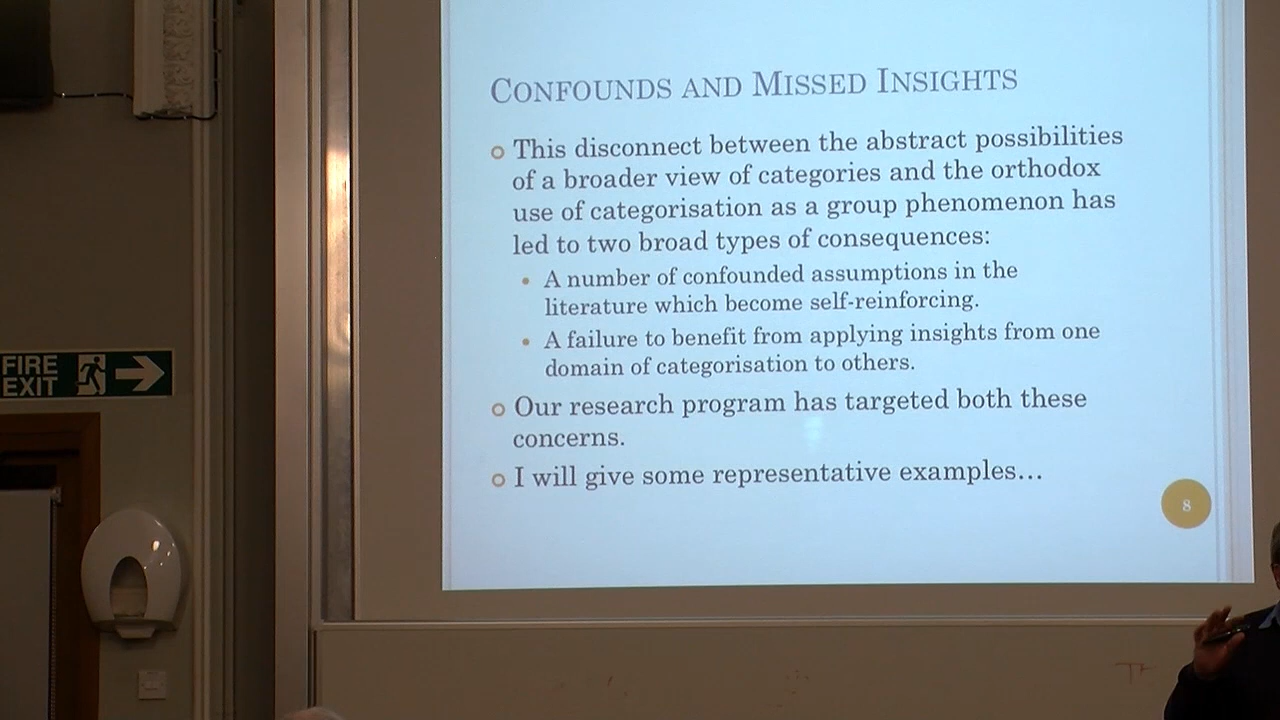 CONFOUNDS AND MISSED INSIGHTS
This disconnect between the abstract possibilities
of a broader view of categories and the orthodox
use of categorisation as a group phenomenon has
led to two broad types of consequences:
A number of confounded assumptions in the
literature which become self-reinforcing.
A failure to benefit from applying insights from one
domain of categorisation to others.
Our research program has targeted both these
concerns.
I will give some representative examples…
8
FIRE
EXIT